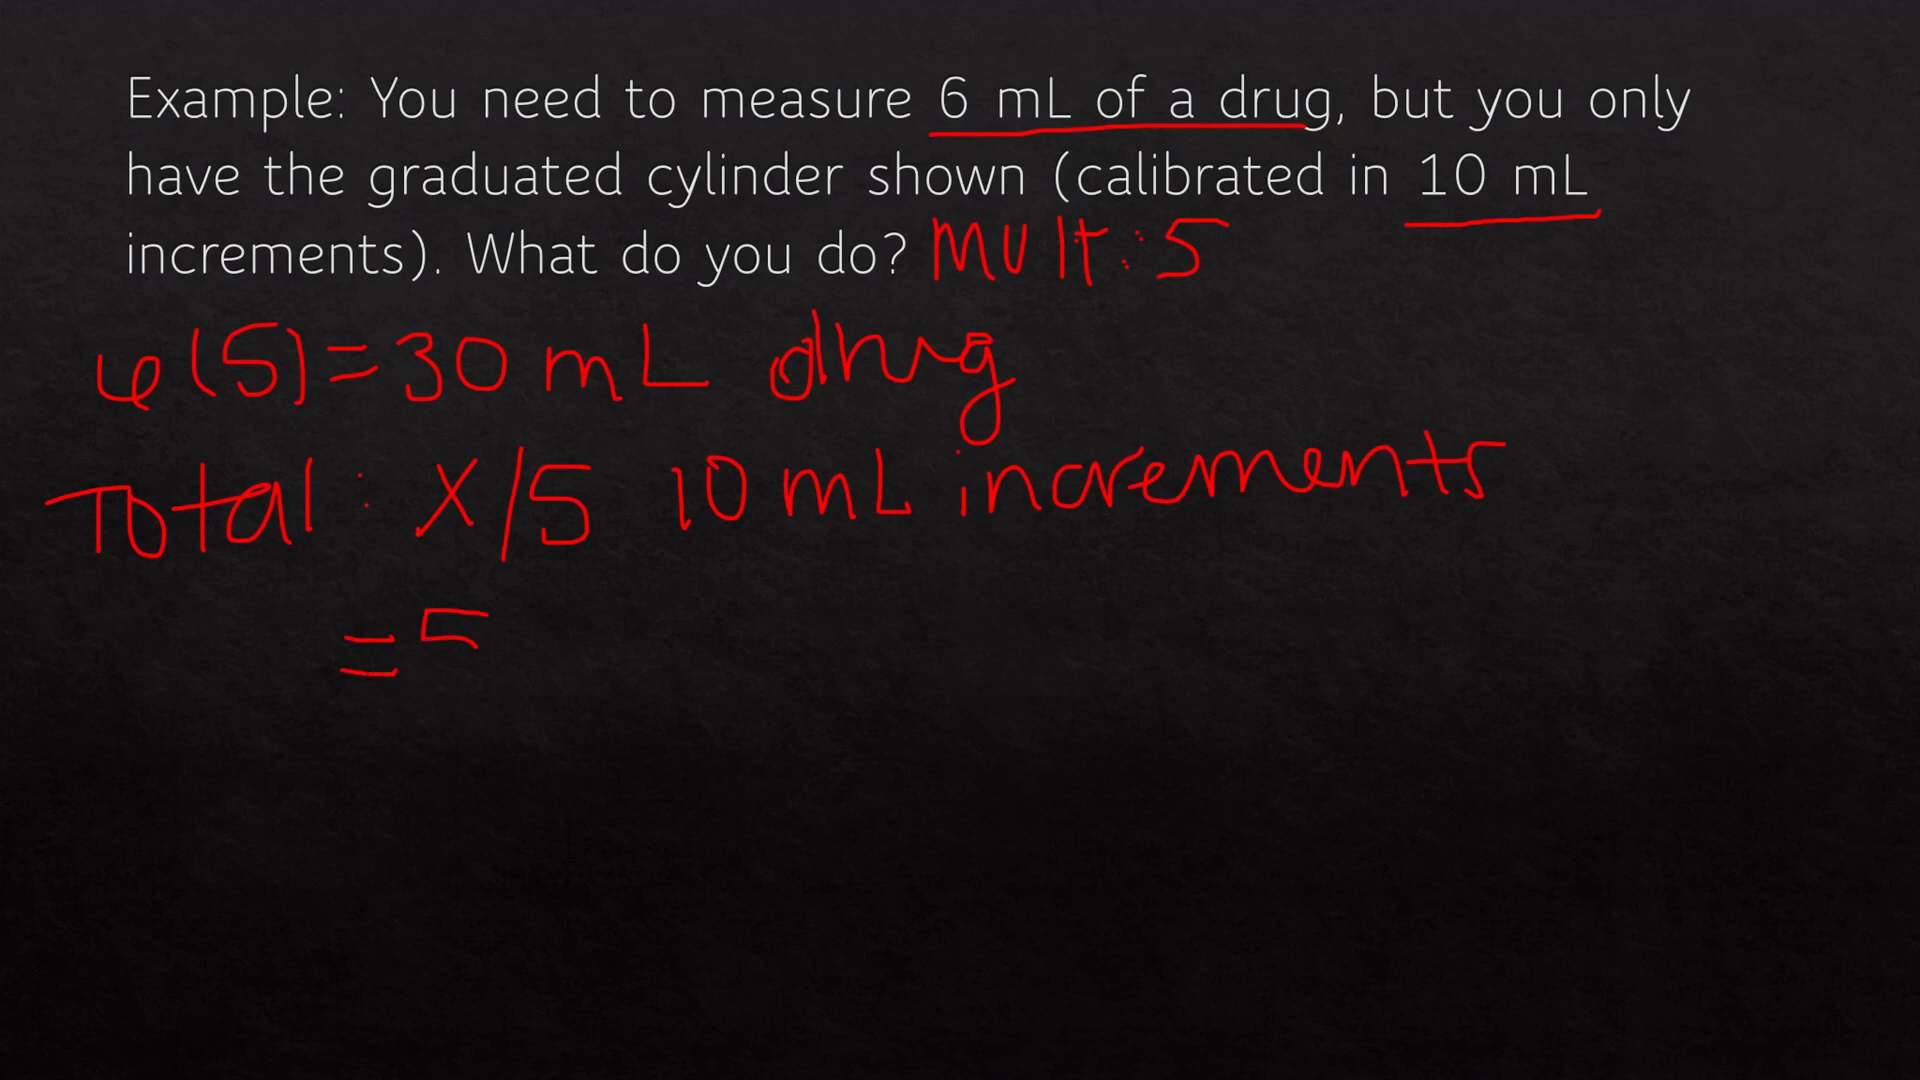 Example: You need to measure 6 mL of a drug, but you only
have the graduated cylinder shown (calibrated in 10 mL
increments). What do you do? Mult: 5
6(5)=30 mL drug
Total: X/5 10 mL increments
=5